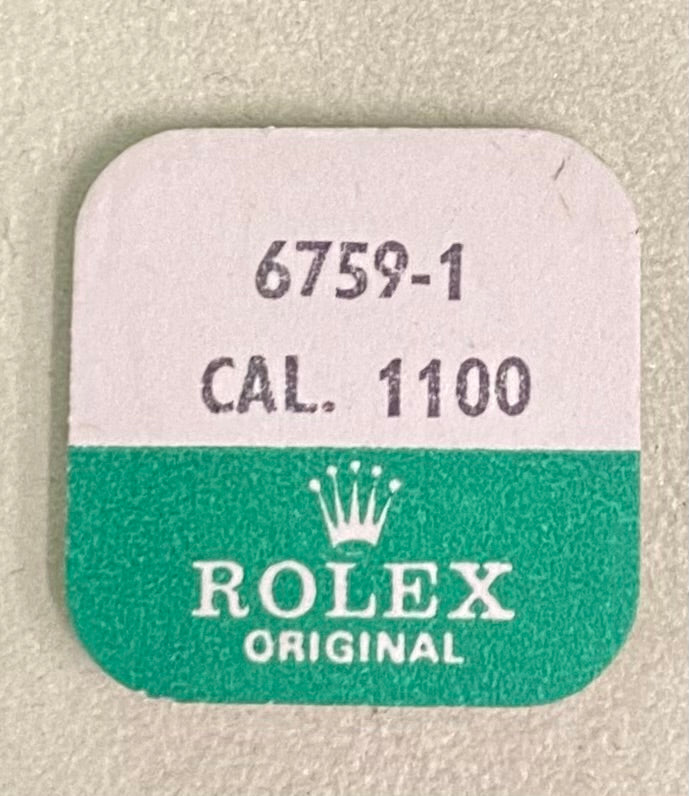 6759-1
CAL. 1100
ROLEX
ORIGINAL